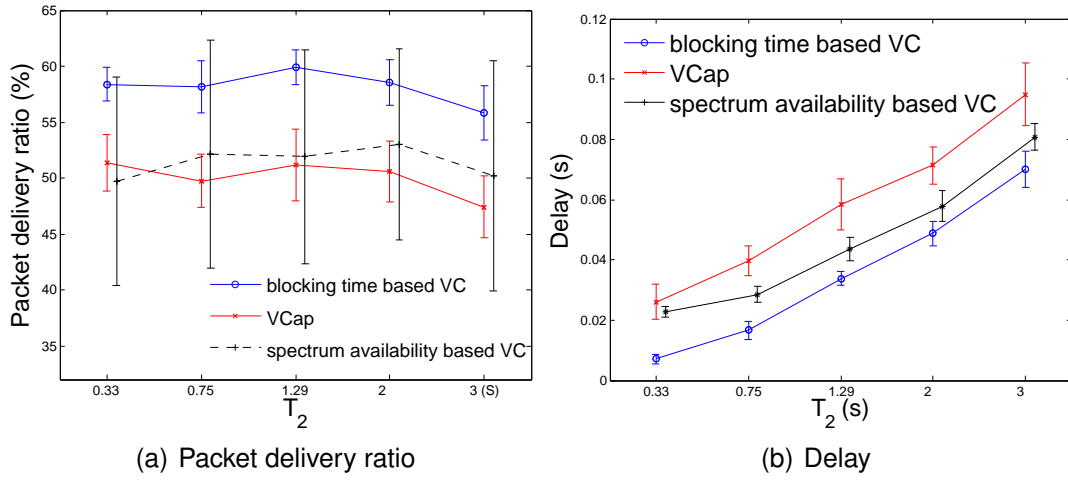 Packet delivery ratio (%)
65
60
55
50
45
40
35
blocking time based VC
VCap
spectrum availability based VC
0.33
0.75
1.29
2
3 (S)
T2
(a) Packet delivery ratio
Delay (s)
0.12
0.1
0.08
0.06
0.04
0.02
0
blocking time based VC
VCap
spectrum availability based VC
0.33
0.75
1.29
2
3
T2 (s)
(b) Delay